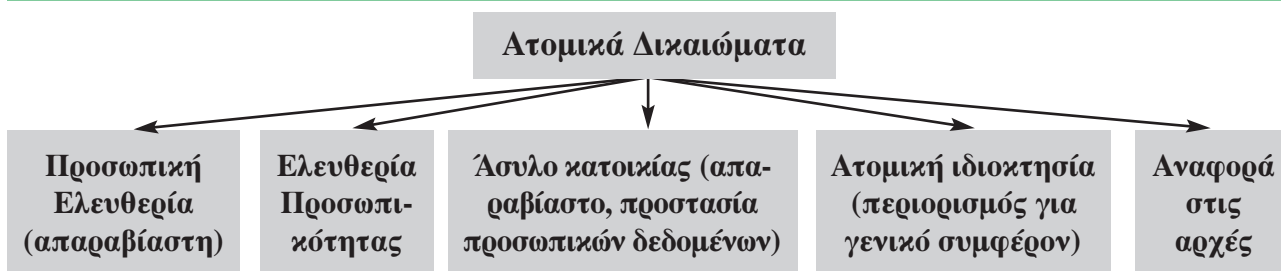 Ατομικά Δικαιώματα
Προσωπική
Ελευθερία
(απαραβίαστη)
Ελευθερία
Προσωπι-
κότητας
Άσυλο κατοικίας (απα-
ραβίαστο, προστασία
προσωπικών δεδομένων)
Ατομική ιδιοκτησία
(περιορισμός για
γενικό συμφέρον)
Αναφορά
στις
αρχές